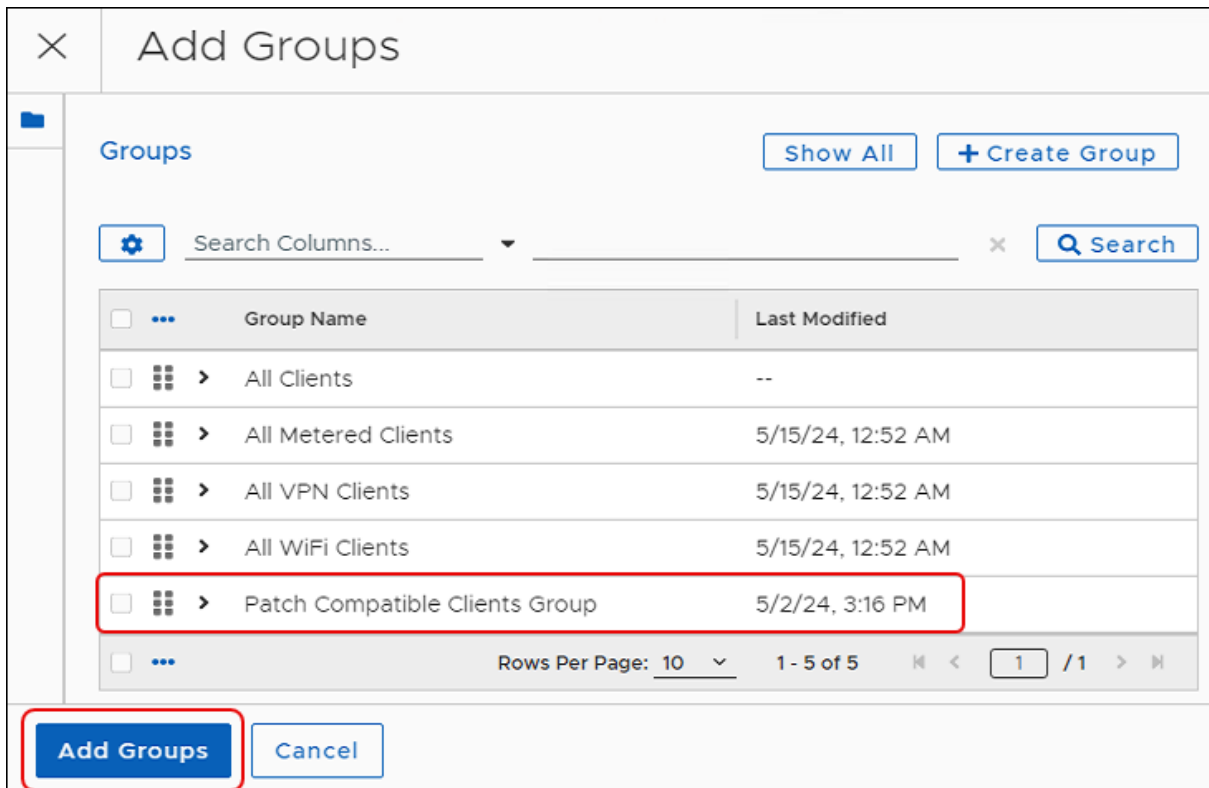 Add Groups
Groups
Show All
+ Create Group
Search Columns...
Search
Group Name Last Modified
All Clients --
All Metered Clients 5/15/24, 12:52 AM
All VPN Clients 5/15/24, 12:52 AM
All WiFi Clients 5/15/24, 12:52 AM
Patch Compatible Clients Group 5/2/24, 3:16 PM
Rows Per Page: 10 1 - 5 of 5 1 / 1
Add Groups
Cancel